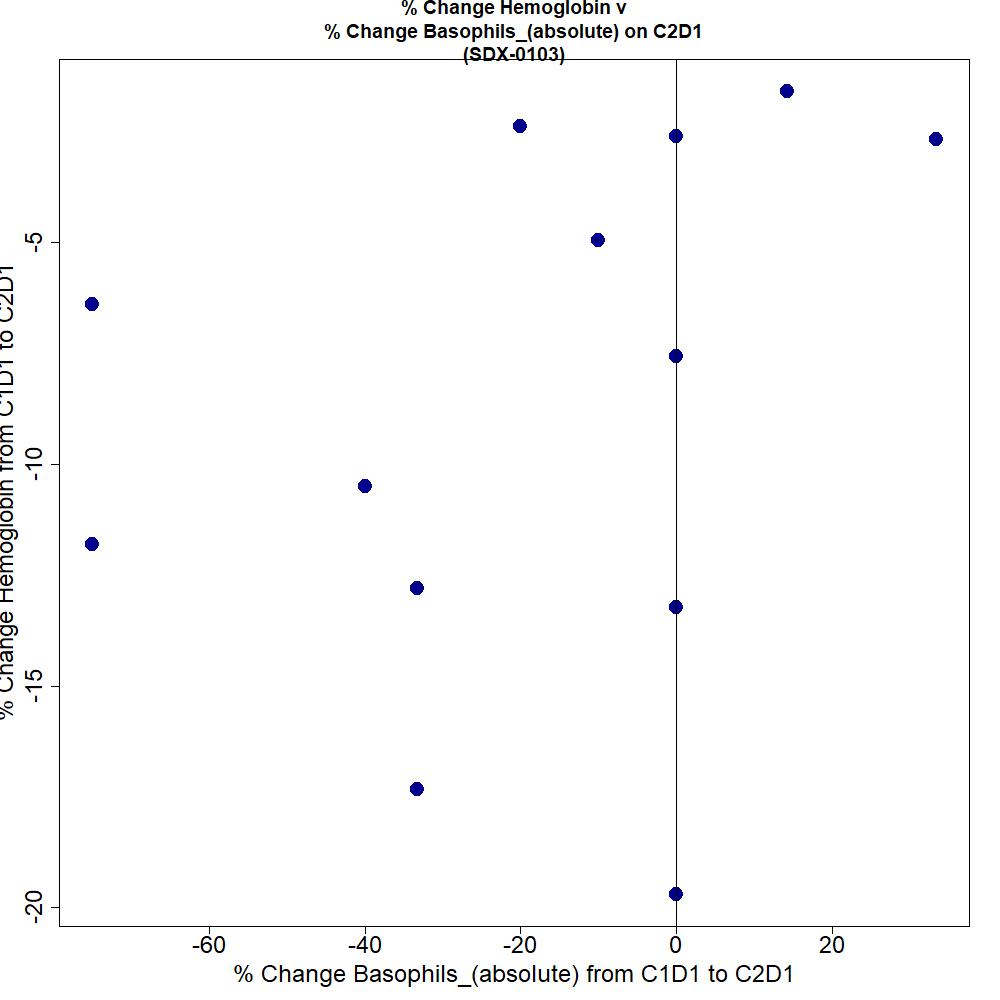 % Change Hemoglobin v
% Change Basophils_(absolute) on C2D1
(SDX-0103)
% Change Hemoglobin from C1D1 to C2D1
-5
-10
-15
-20
-60
-40
-20
0
20
% Change Basophils_(absolute) from C1D1 to C2D1